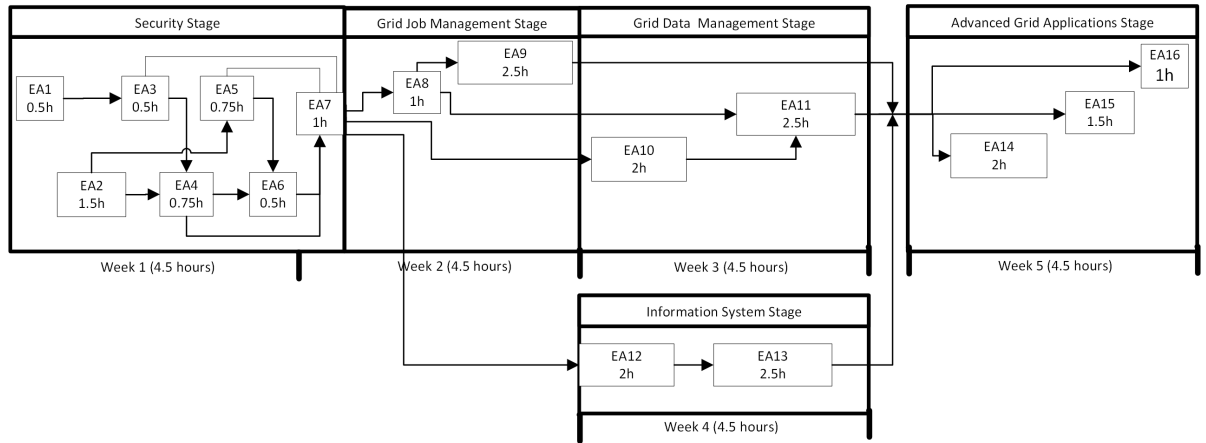 Security Stage
Grid Job Management Stage
Grid Data Management Stage
Advanced Grid Applications Stage
EA1
0.5h
EA3
0.5h
EA5
0.75h
EA7
1h
EA2
1.5h
EA4
0.75h
EA6
0.5h
EA8
1h
EA9
2.5h
EA10
2h
EA11
2.5h
EA16
1h
EA15
1.5h
EA14
2h
Week 1 (4.5 hours)
Week 2 (4.5 hours)
Week 3 (4.5 hours)
Week 5 (4.5 hours)
Information System Stage
EA12
2h
EA13
2.5h
Week 4 (4.5 hours)